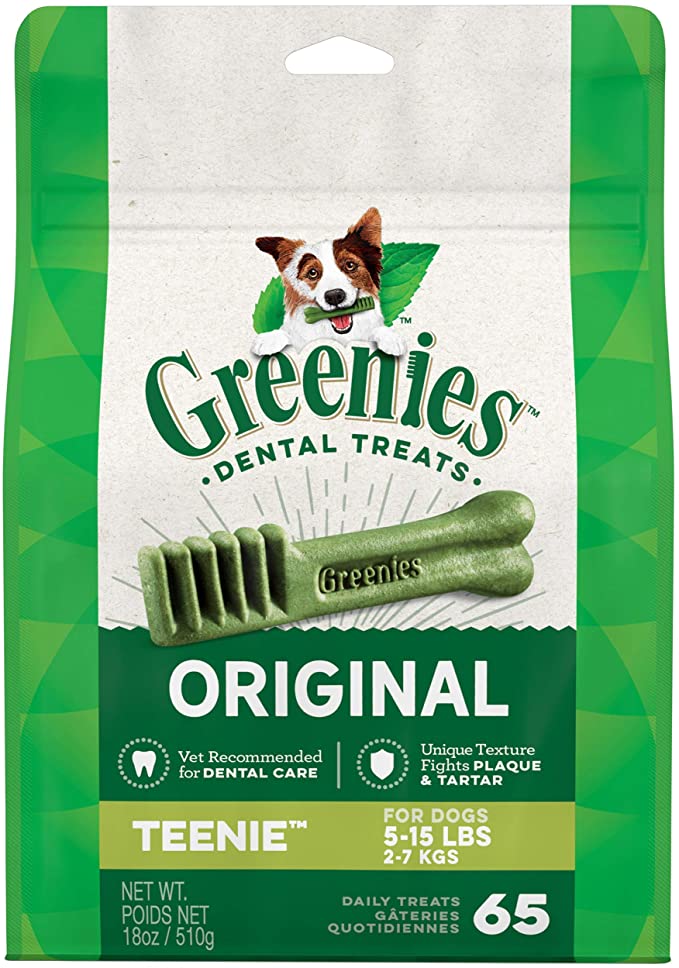 Greenies™
·DENTAL TREATS·
Greenies
ORIGINAL
Vet Recommended
for DENTAL CARE
Unique Texture
Fights PLAQUE
& TARTAR
TEENIE™
FOR DOGS
5-15 LBS
2-7 KGS
NET WT.
POIDS NET
18oz / 510g
DAILY TREATS
GÂTERIES
QUOTIDIENNES
65